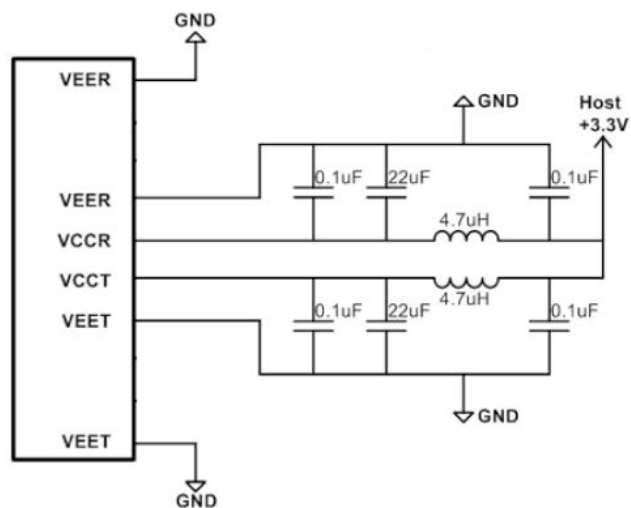 GND
VEER
GND
Host
+3.3V
0.1uF
22uF
0.1uF
VEER
4.7uH
VCCR
VCCT
4.7uH
VEET
0.1uF
22uF
0.1uF
GND
VEET
GND